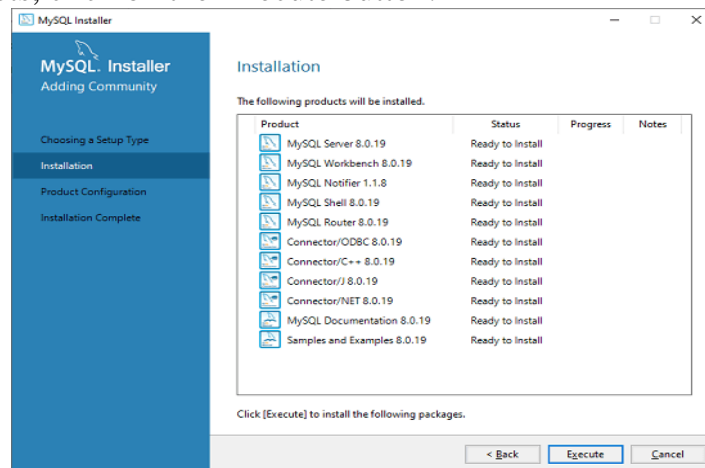 MySQL Installer
MySQL. Installer
Adding Community
Choosing a Setup Type
Installation
Product Configuration
Installation Complete
Installation
The following products will be installed.
Product Status Progress Notes
MySQL Server 8.0.19 Ready to Install
MySQL Workbench 8.0.19 Ready to Install
MySQL Notifier 1.1.8 Ready to Install
MySQL Shell 8.0.19 Ready to Install
MySQL Router 8.0.19 Ready to Install
Connector/ODBC 8.0.19 Ready to Install
Connector/C++ 8.0.19 Ready to Install
Connector/J 8.0.19 Ready to Install
Connector/NET 8.0.19 Ready to Install
MySQL Documentation 8.0.19 Ready to Install
Samples and Examples 8.0.19 Ready to Install
Click [Execute] to install the following packages.
< Back Execute Cancel